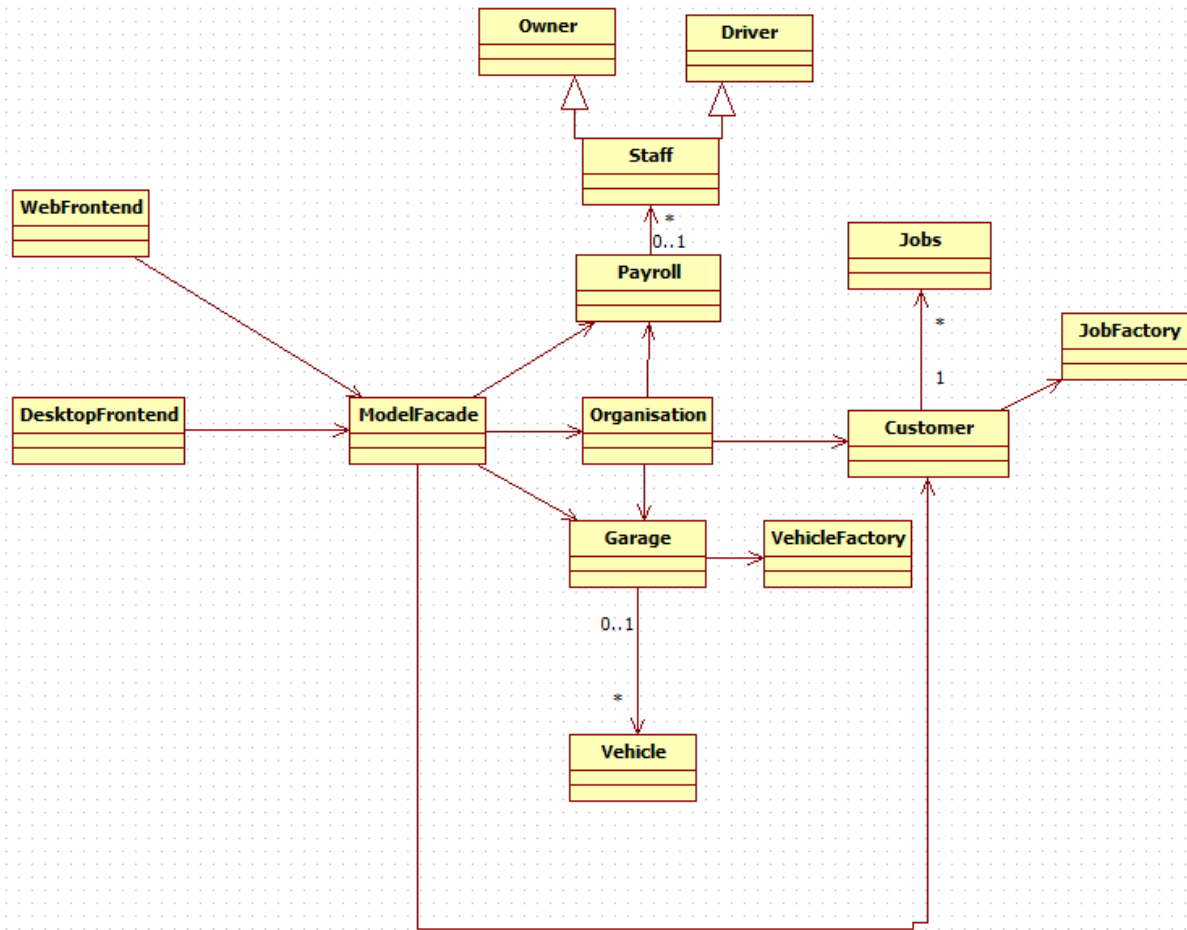 Owner
Driver
Staff
WebFrontend
*
0..1
Jobs
Payroll
*
JobFactory
1
DesktopFrontend
ModelFacade
Organisation
Customer
Garage
VehicleFactory
0..1
*
Vehicle